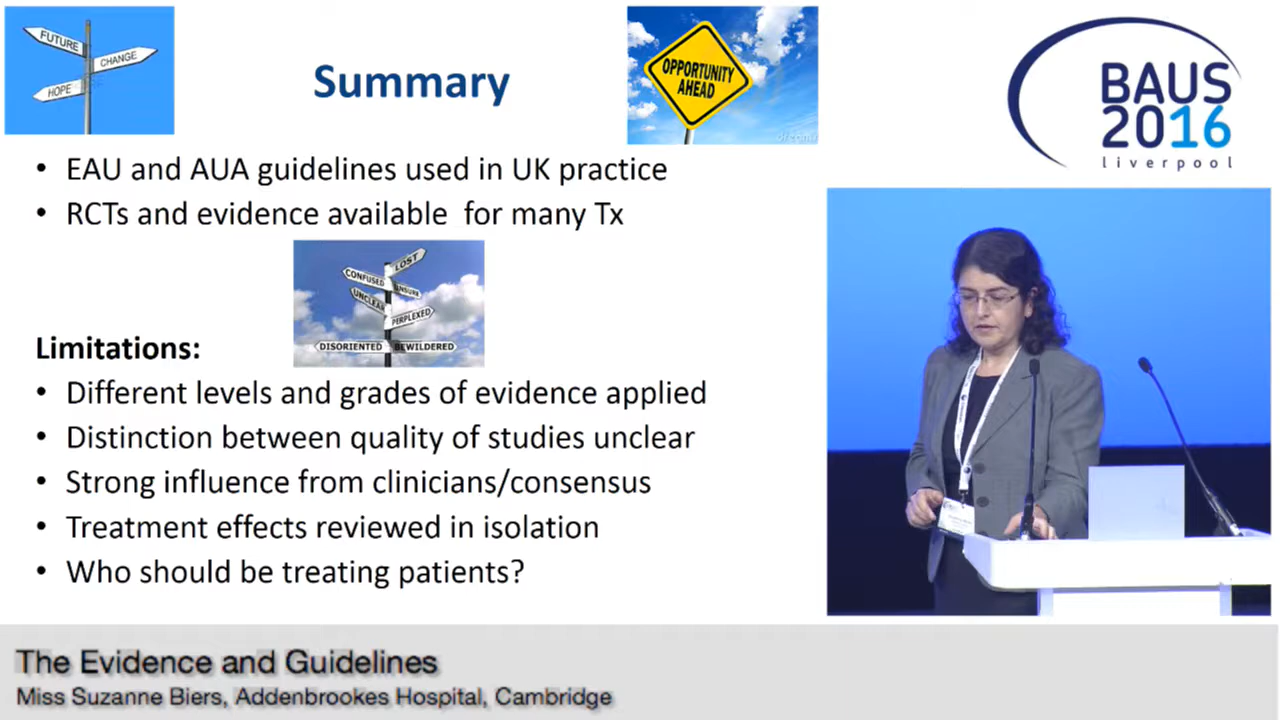 FUTURE
CHANGE
HOPE
Summary
OPPORTUNITY
AHEAD
BAUS
2016
liverpool
• EAU and AUA guidelines used in UK practice
• RCTs and evidence available for many Tx
LOST
CONFUSED
UNSURE
UNCLEAR
PERPLEXED
DISORIENTED
BEWILDERED
Limitations:
• Different levels and grades of evidence applied
• Distinction between quality of studies unclear
• Strong influence from clinicians/consensus
• Treatment effects reviewed in isolation
• Who should be treating patients?
The Evidence and Guidelines
Miss Suzanne Biers, Addenbrookes Hospital, Cambridge